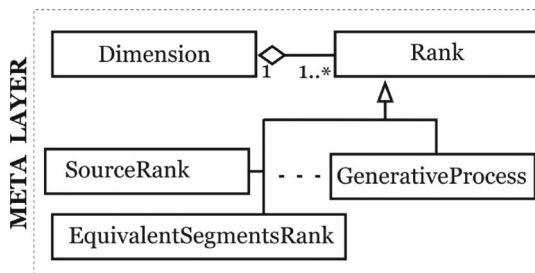 META LAYER
Dimension
1
1..*
Rank
SourceRank
- - - -
GenerativeProcess
EquivalentSegmentsRank